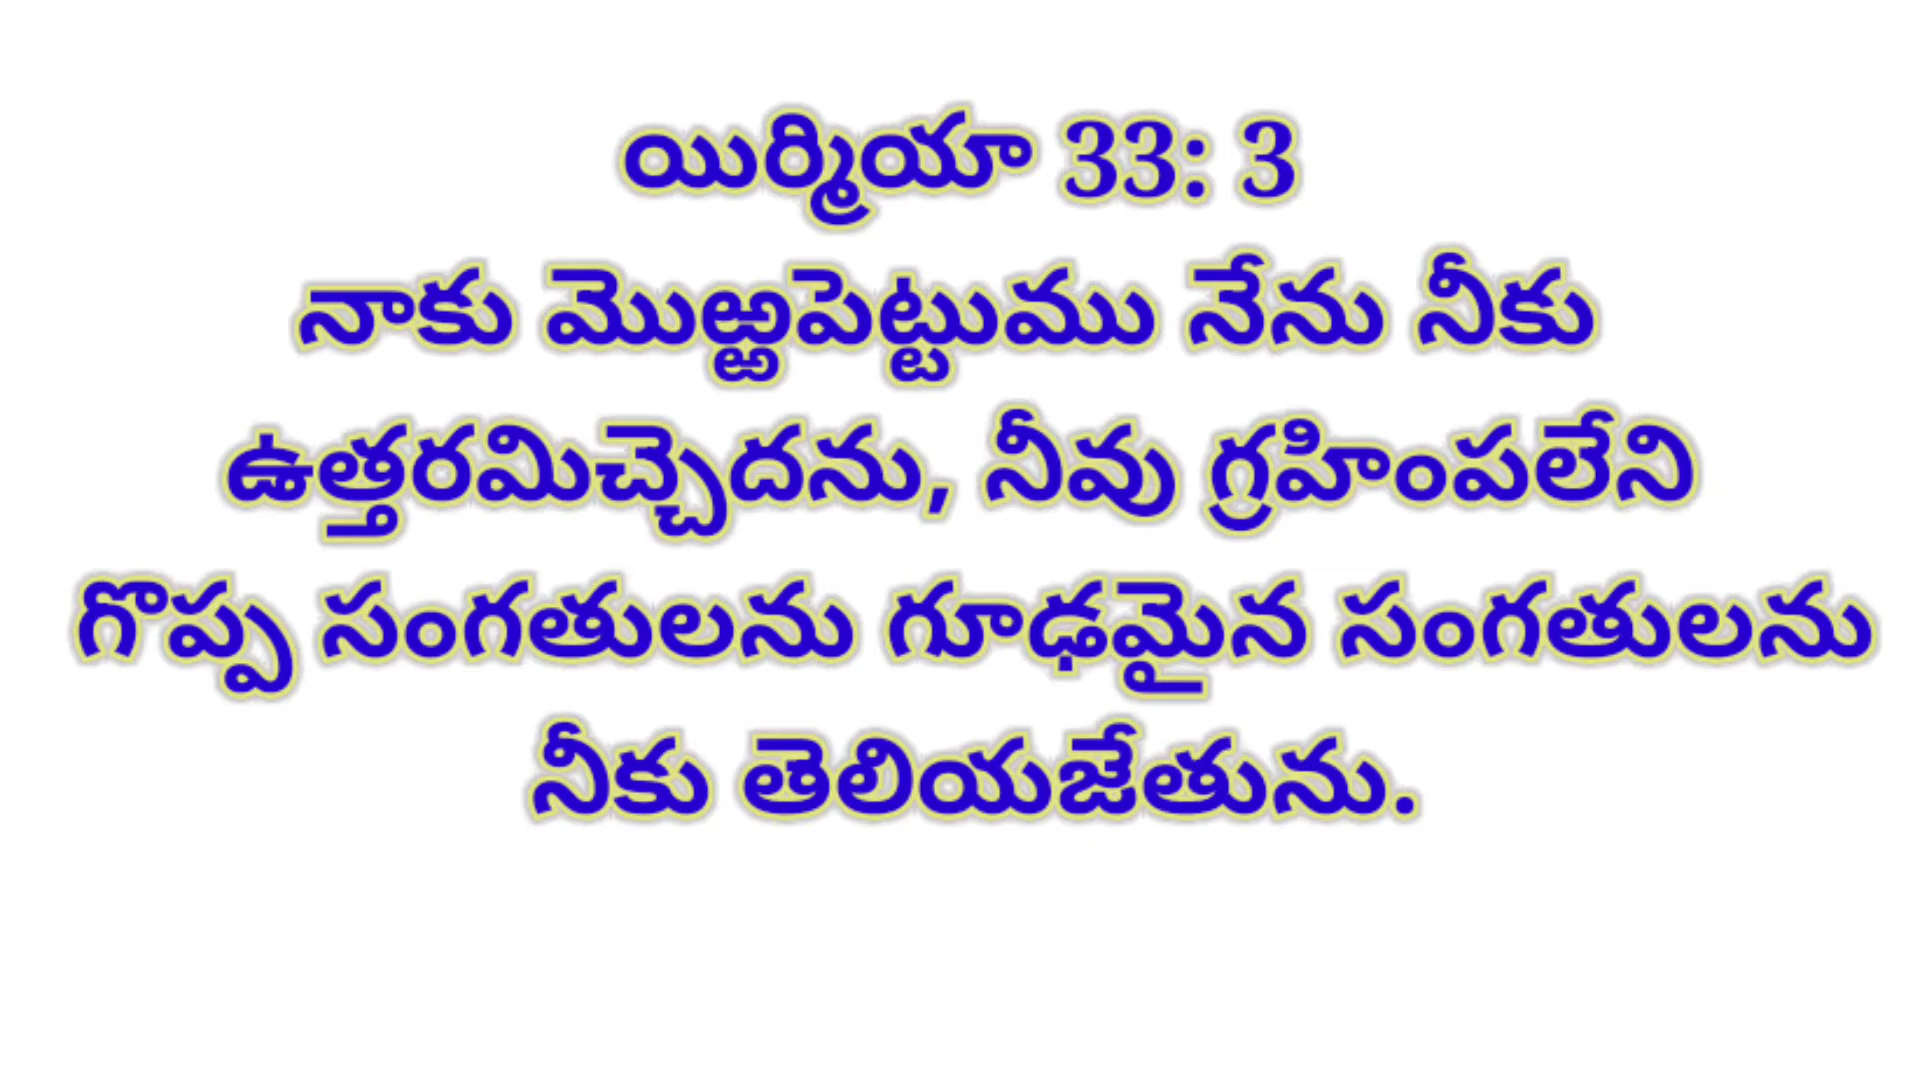 యిర్మియా 33: 3
నాకు మొఱ్ఱపెట్టుము నేను నీకు
ఉత్తరమిచ్చెదను, నీవు గ్రహింపలేని
గొప్ప సంగతులను గూఢమైన సంగతులను
నీకు తెలియజేతును.